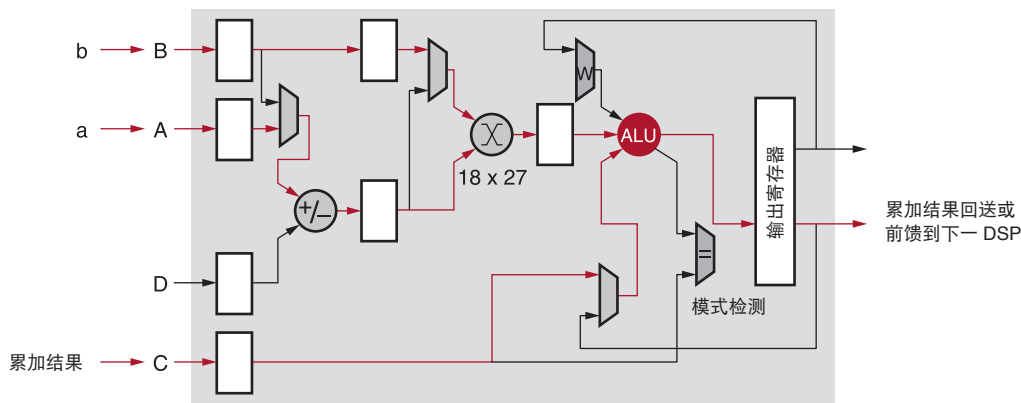 b
B
a
A
W
ALU
18 x 27
+/−
D
=
模式检测
输出寄存器
累加结果回送或
前馈到下一 DSP
累加结果
C